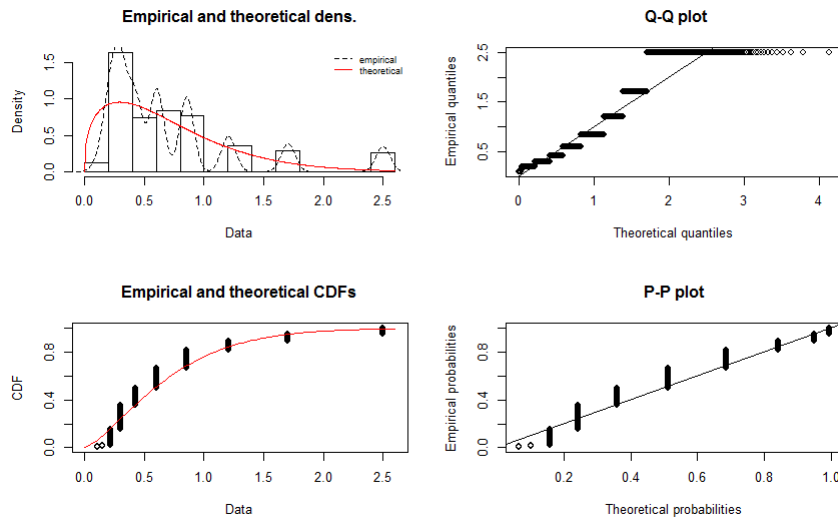 Empirical and theoretical dens.
Density
0.0 0.5 1.0 1.5
empirical
theoretical
0.0 0.5 1.0 1.5 2.0 2.5
Data
Q-Q plot
Empirical quantiles
0.5 1.5 2.5
0 1 2 3 4
Theoretical quantiles
Empirical and theoretical CDFs
CDF
0.0 0.4 0.8
0.0 0.5 1.0 1.5 2.0 2.5
Data
P-P plot
Empirical probabilities
0.0 0.4 0.8
0.2 0.4 0.6 0.8 1.0
Theoretical probabilities